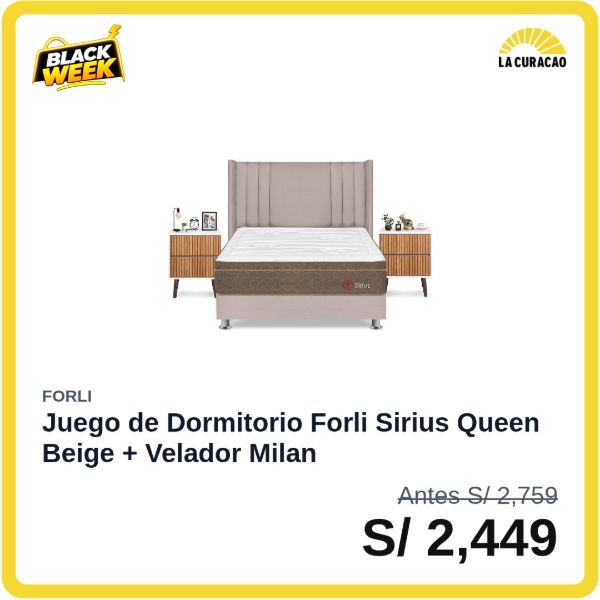 BLACK
WEEK
LA CURACAO
Sirius
FORLI
Juego de Dormitorio Forli Sirius Queen
Beige + Velador Milan
Antes S/ 2,759
S/ 2,449